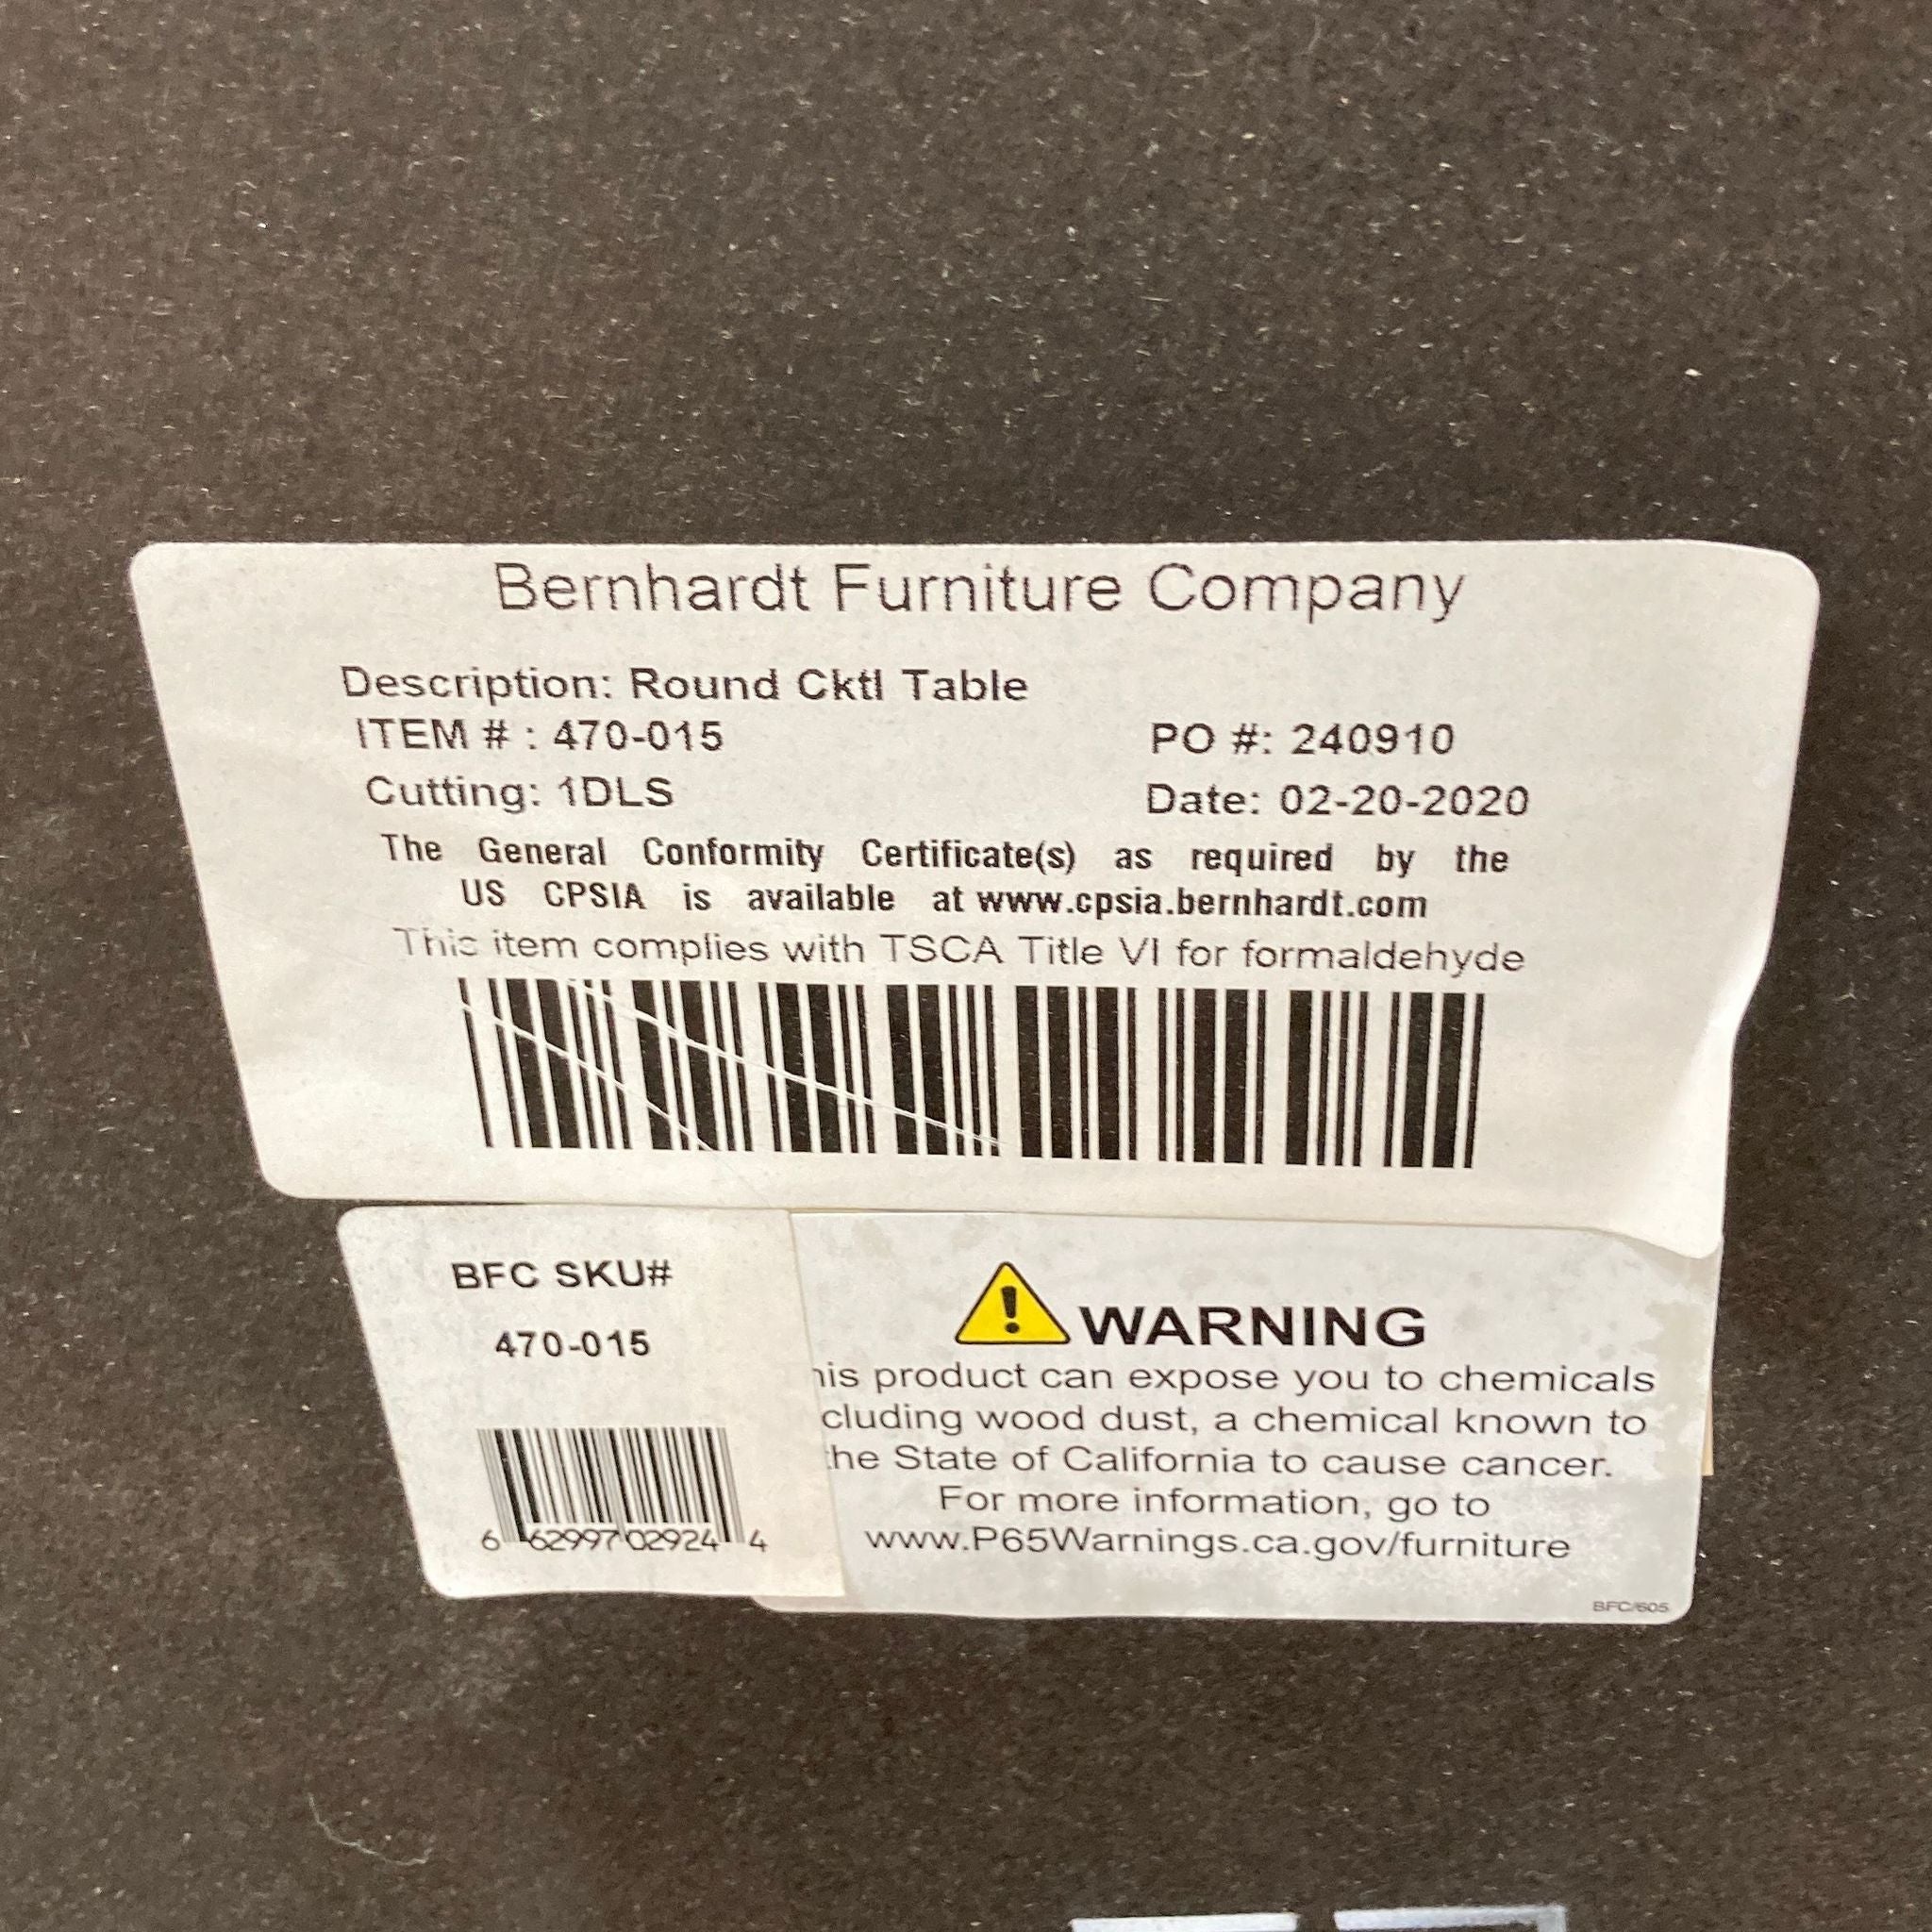 Bernhardt Furniture Company
Description: Round Cktl Table
ITEM # : 470-015 PO #: 240910
Cutting: 1DLS Date: 02-20-2020
The General Conformity Certificate(s) as required by the
US CPSIA is available at www.cpsia.bernhardt.com
This item complies with TSCA Title VI for formaldehyde
BFC SKU#
470-015
6 62997 02924 4
WARNING
his product can expose you to chemicals
cluding wood dust, a chemical known to
he State of California to cause cancer.
For more information, go to
www.P65Warnings.ca.gov/furniture
BFC/605